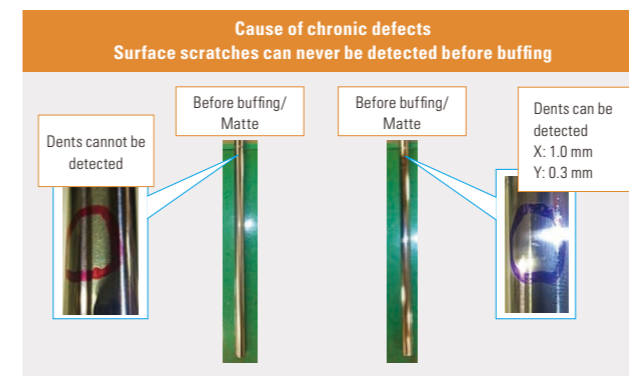 Cause of chronic defects
Surface scratches can never be detected before buffing
Dents cannot be
detected
Before buffing/
Matte
Before buffing/
Matte
Dents can be
detected
X: 1.0 mm
Y: 0.3 mm